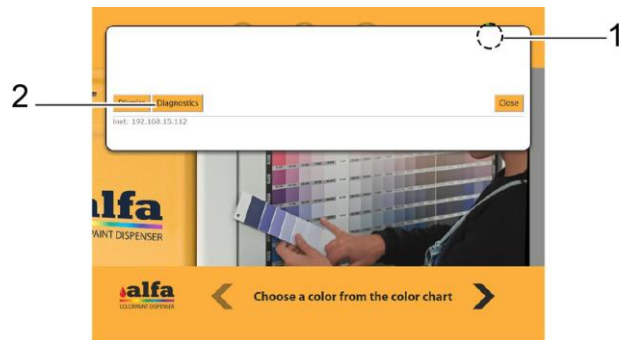 1
2
Dismiss Diagnostics Close
inet: 192.168.15.112
alfa
PAINT DISPENSER
alfa
COLORPAINT DISPENSER
Choose a color from the color chart